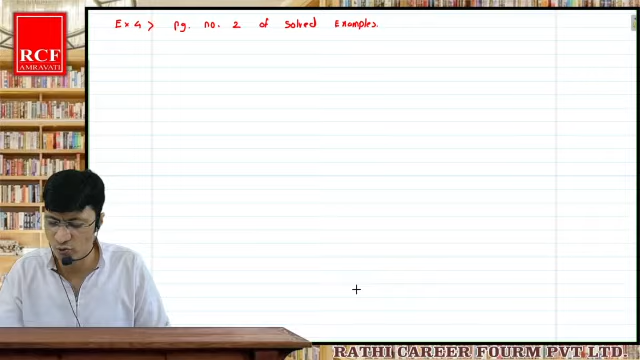 Ex 4> pg. no. 2 of Solved Examples.
RCF
AMRAVATI
RATHI CAREER FOURM PVT LTD.